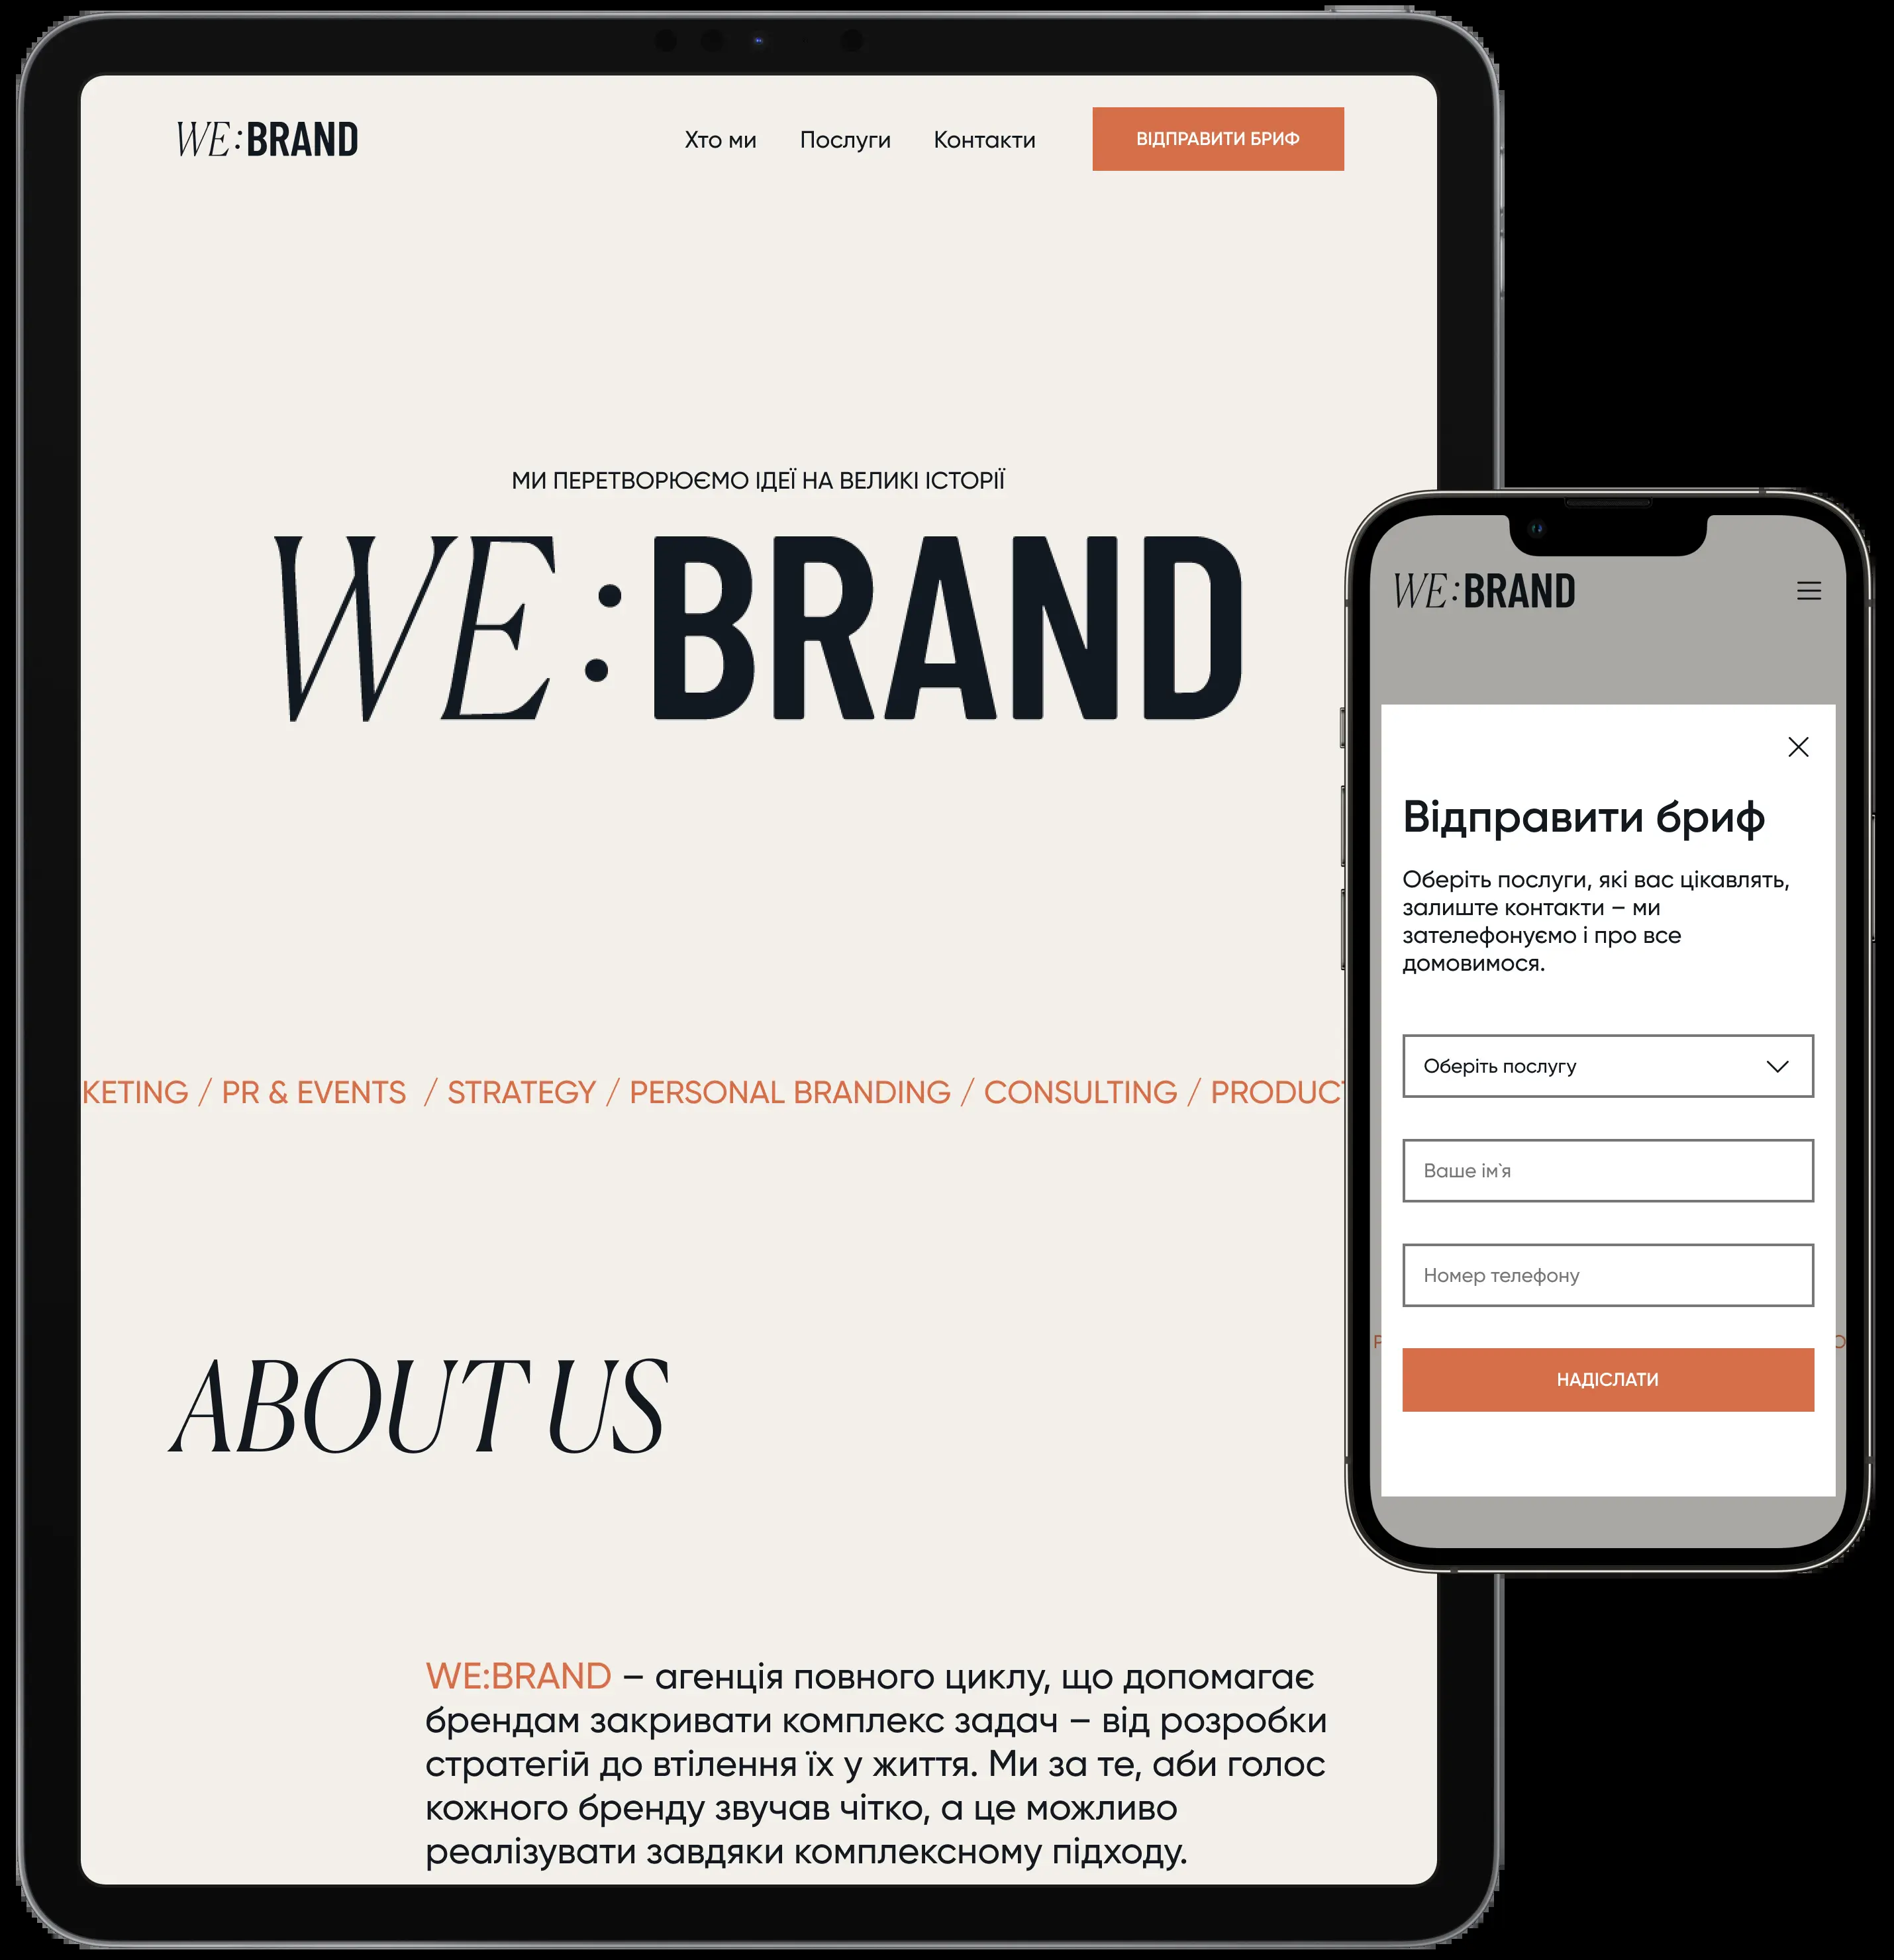 WE:BRAND
Хто ми
Послуги
Контакти
ВІДПРАВИТИ БРИФ
МИ ПЕРЕТВОРЮЄМО ІДЕЇ НА ВЕЛИКІ ІСТОРІЇ
WE:BRAND
KETING / PR & EVENTS / STRATEGY / PERSONAL BRANDING / CONSULTING / PRODUCT
ABOUT US
WE:BRAND – агенція повного циклу, що допомагає
брендам закривати комплекс задач – від розробки
стратегій до втілення їх у життя. Ми за те, аби голос
кожного бренду звучав чітко, а це можливо
реалізувати завдяки комплексному підходу.
WE:BRAND
Відправити бриф
Оберіть послуги, які вас цікавлять,
залиште контакти – ми
зателефонуємо і про все
домовимося.
Оберіть послугу
Ваше ім`я
Номер телефону
НАДІСЛАТИ